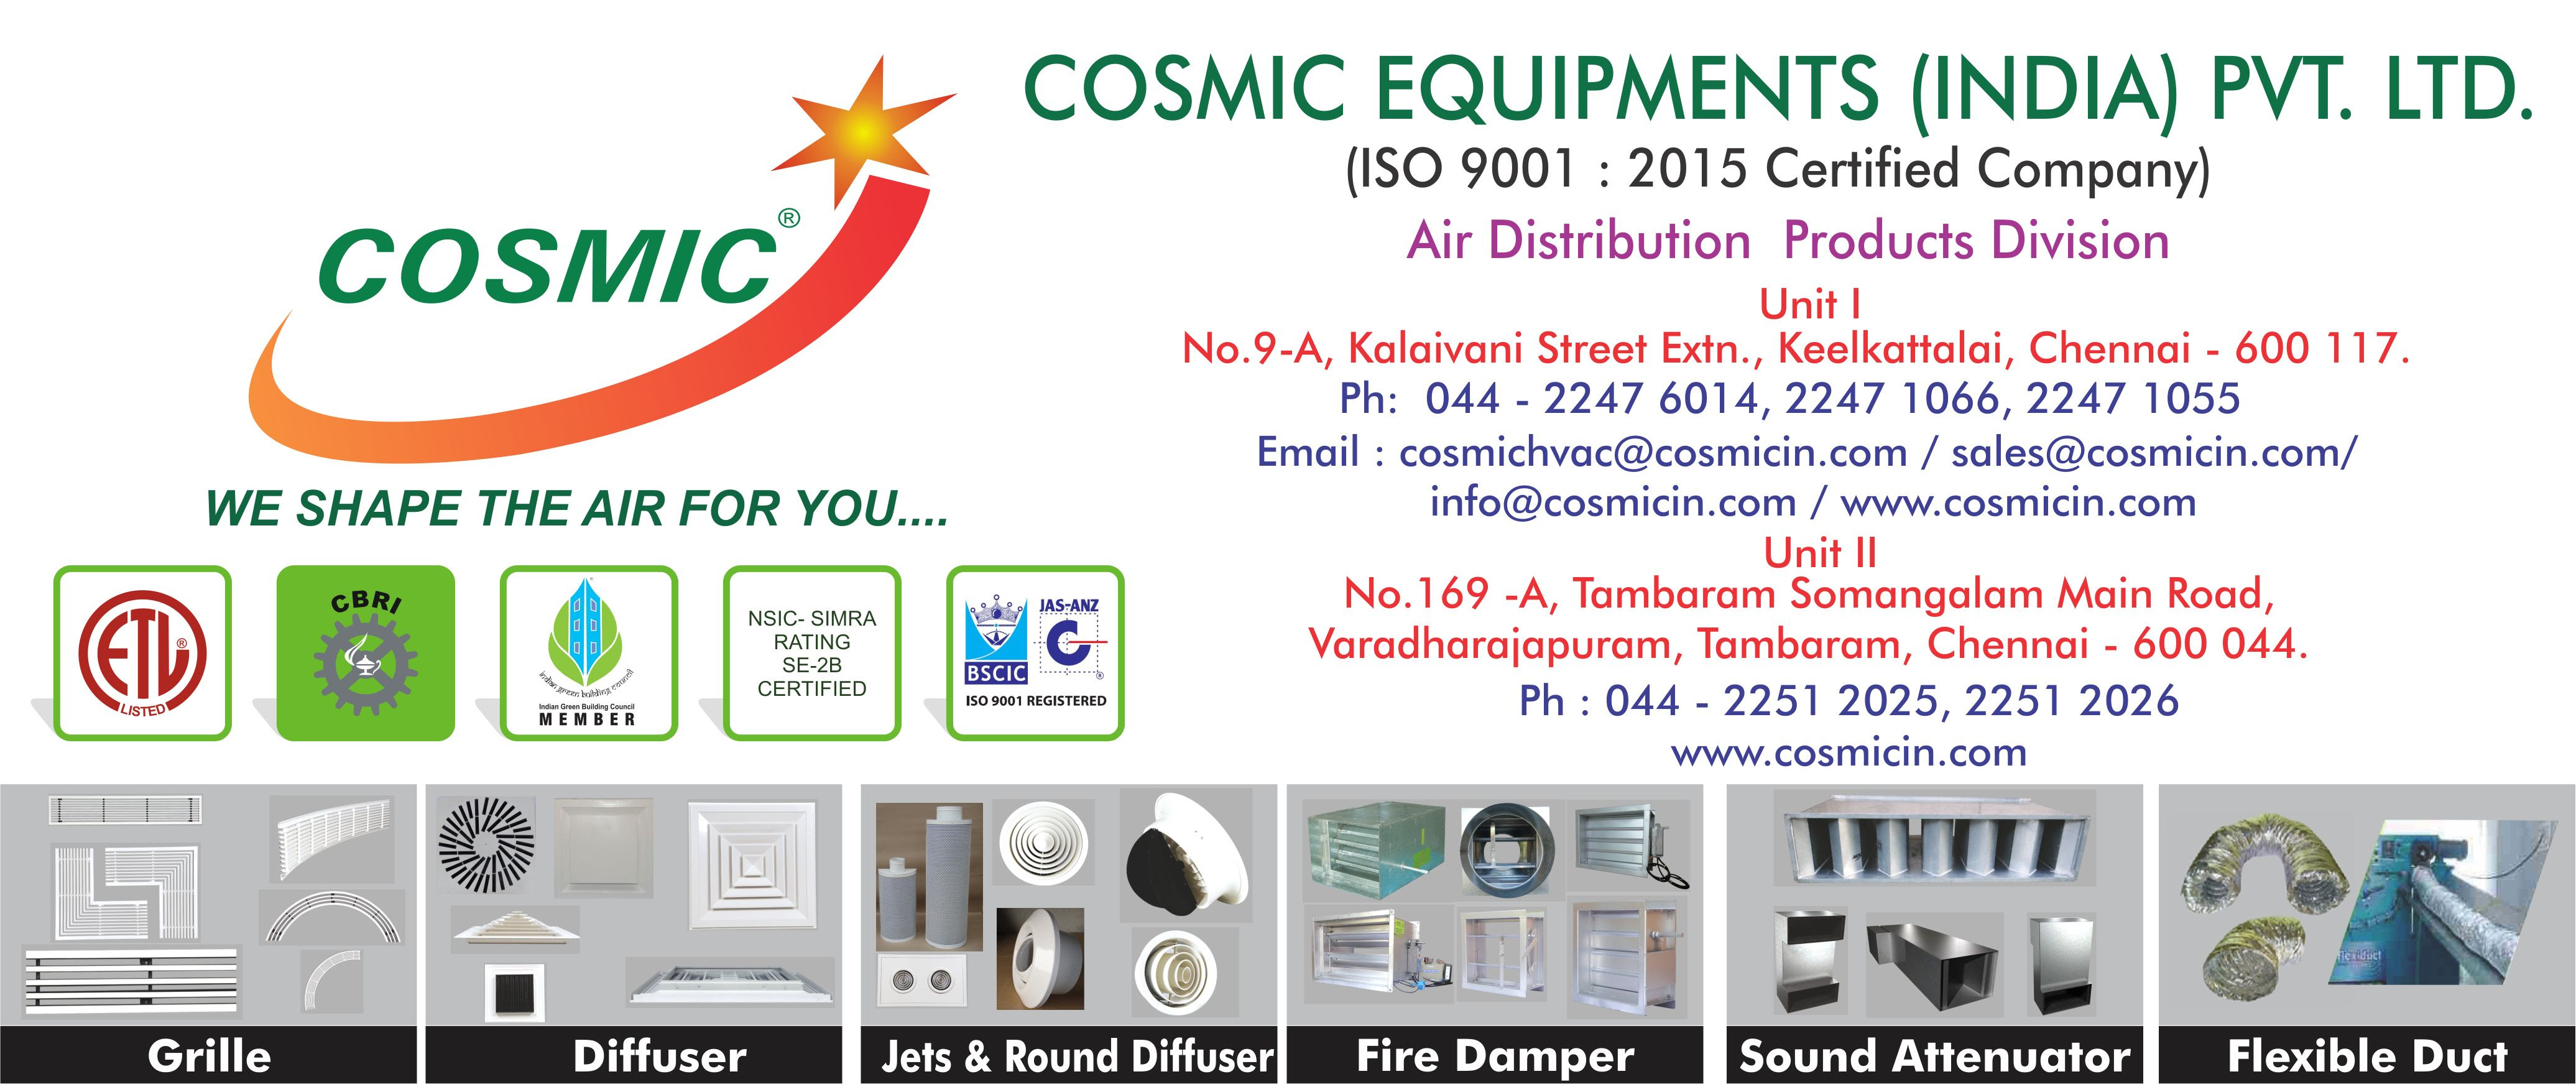 COSMIC®
WE SHAPE THE AIR FOR YOU....
COSMIC EQUIPMENTS (INDIA) PVT. LTD.
(ISO 9001 : 2015 Certified Company)
Air Distribution Products Division
Unit I
No.9-A, Kalaivani Street Extn., Keelkattalai, Chennai - 600 117.
Ph: 044 - 2247 6014, 2247 1066, 2247 1055
Email : cosmichvac@cosmicin.com / sales@cosmicin.com/
info@cosmicin.com / www.cosmicin.com
Unit II
No.169 -A, Tambaram Somangalam Main Road,
Varadharajapuram, Tambaram, Chennai - 600 044.
Ph : 044 - 2251 2025, 2251 2026
www.cosmicin.com
ETL®
LISTED
CBRI
indian green building council
Indian Green Building Council
MEMBER
NSIC- SIMRA
RATING
SE-2B
CERTIFIED
JAS-ANZ
BSCIC
®
ISO 9001 REGISTERED
flexiduct
Grille
Diffuser
Jets & Round Diffuser
Fire Damper
Sound Attenuator
Flexible Duct